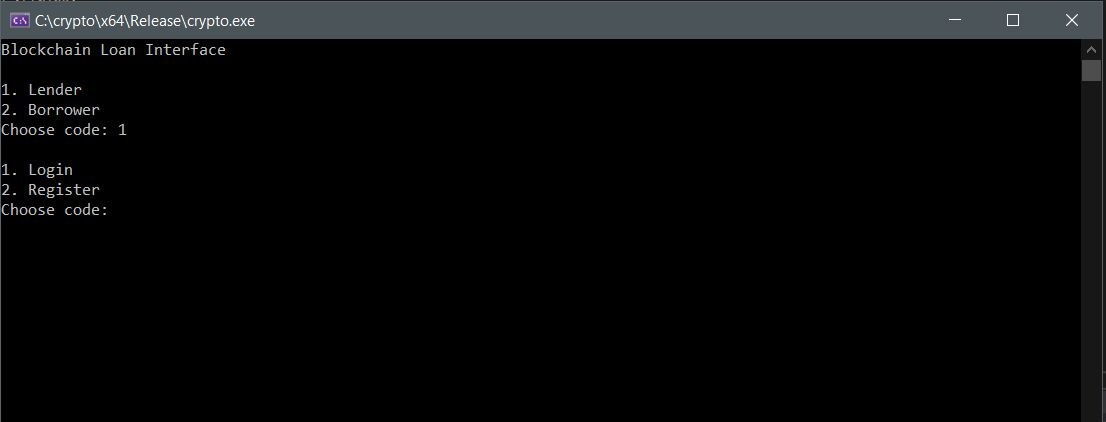 C:\crypto\x64\Release\crypto.exe
Blockchain Loan Interface
1. Lender
2. Borrower
Choose code: 1
1. Login
2. Register
Choose code: